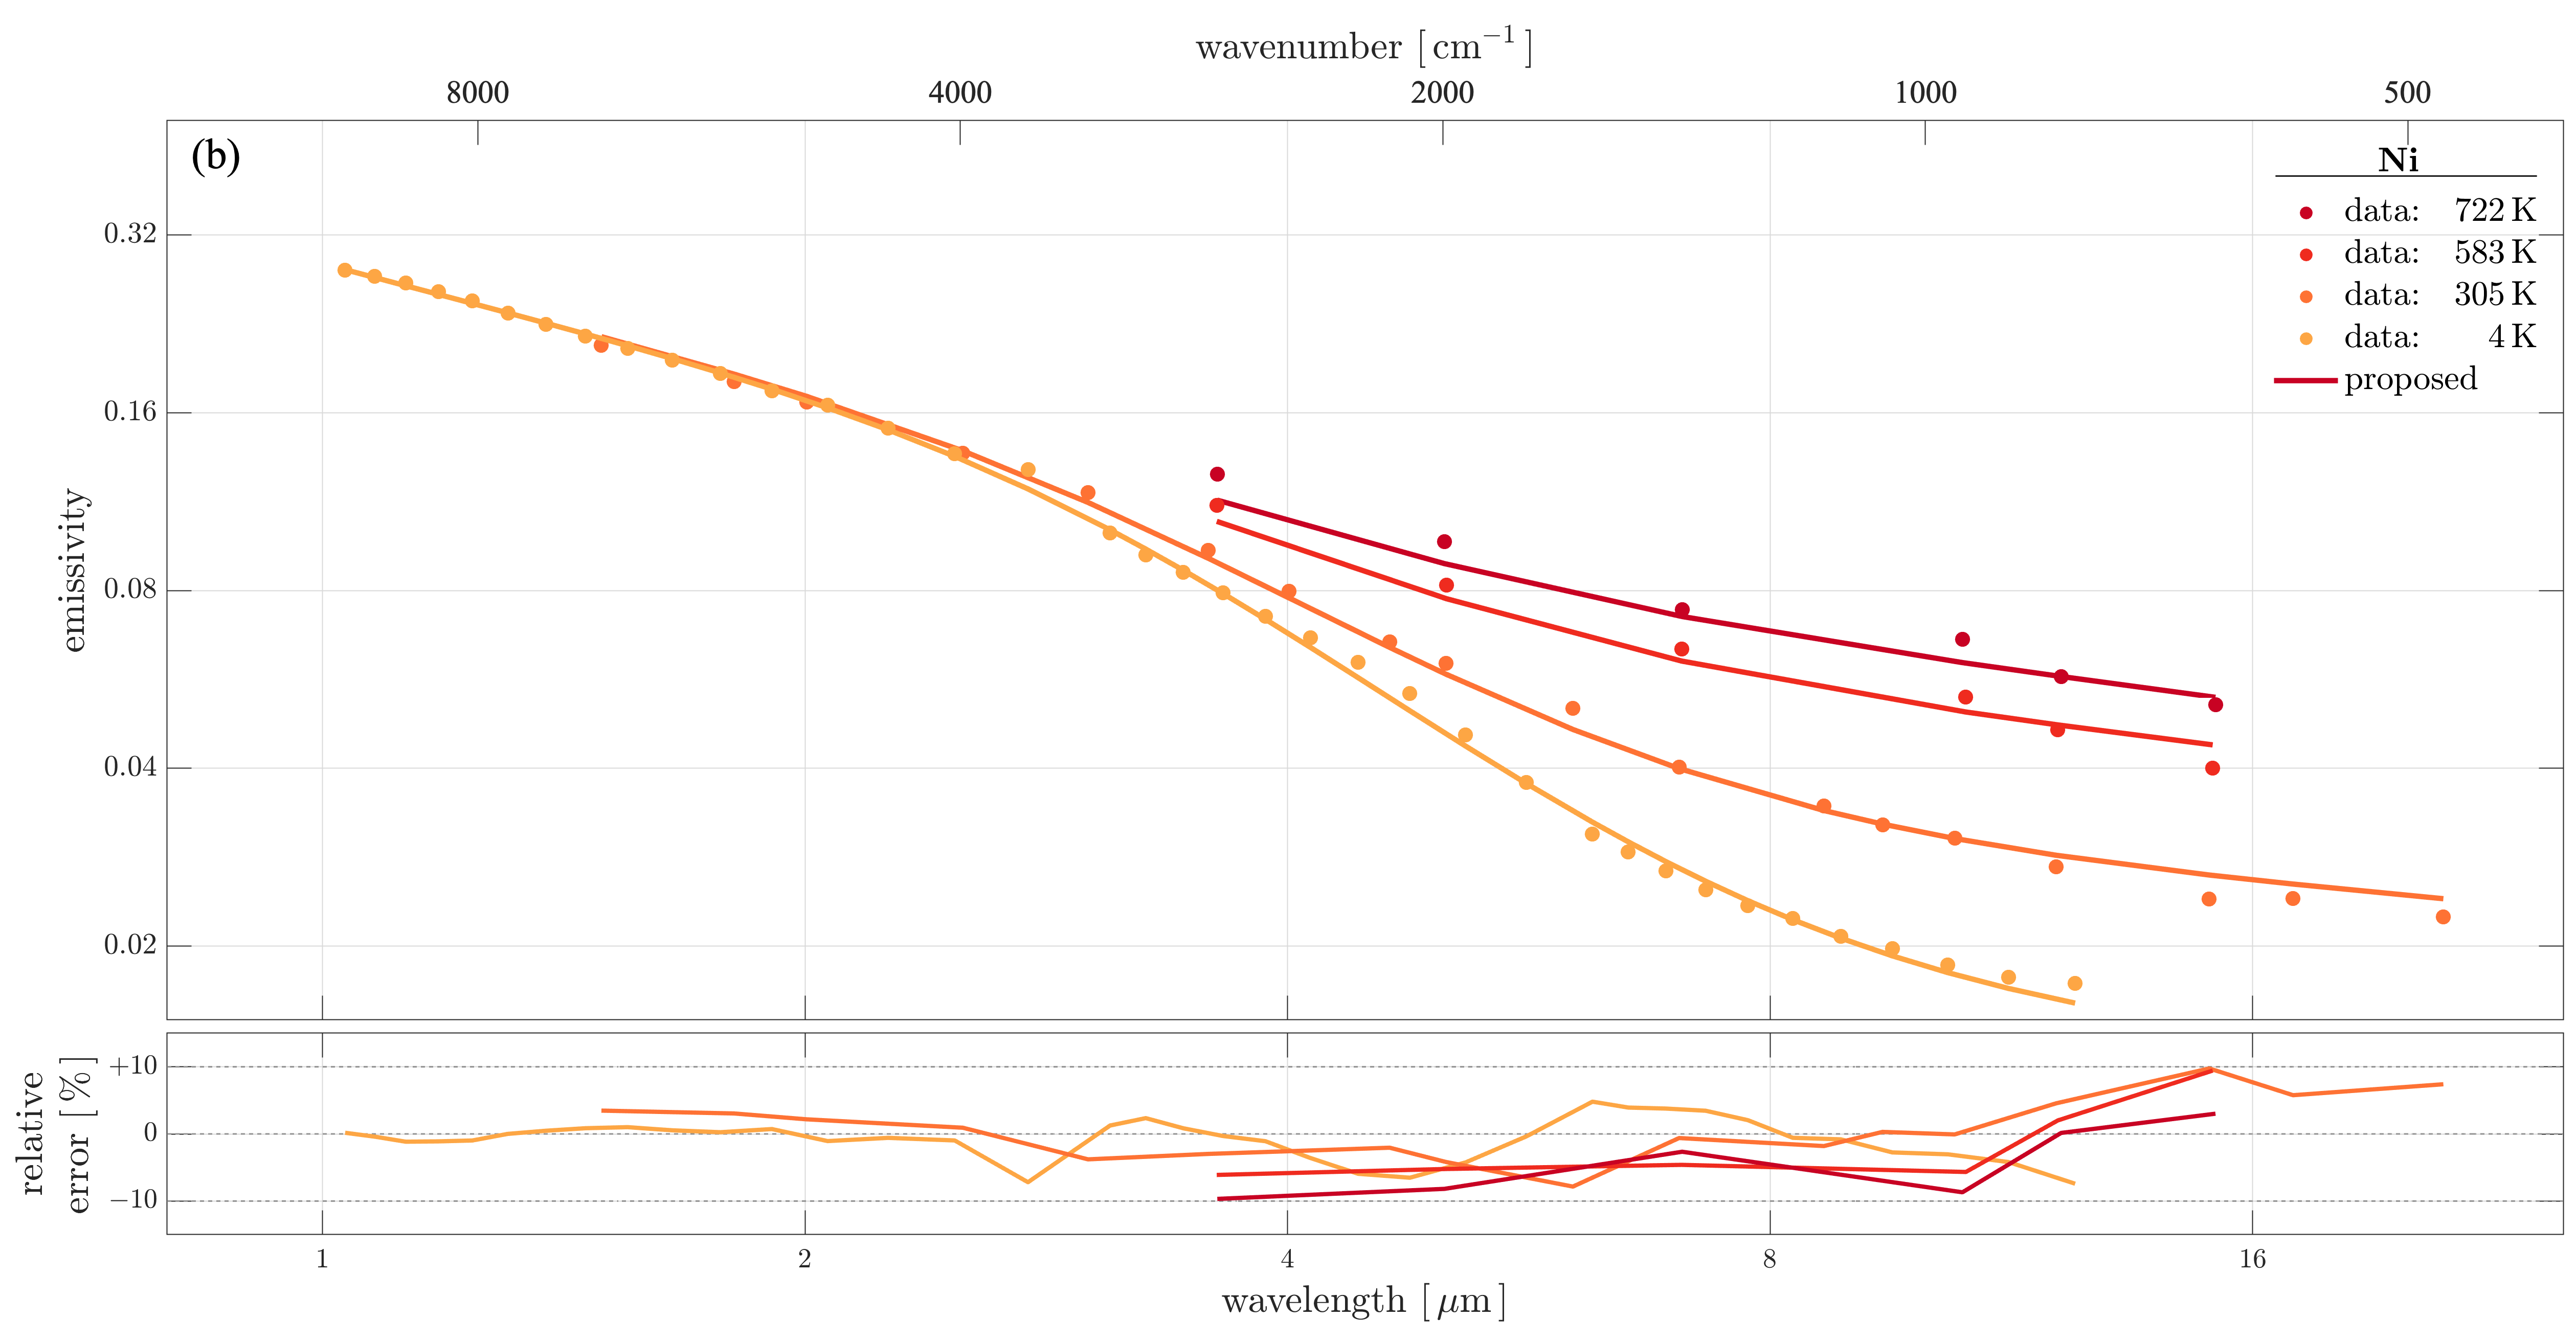 wavenumber [cm⁻¹]
8000 4000 2000 1000 500
(b)
Ni
data: 722 K
data: 583 K
data: 305 K
data: 4 K
proposed
emissivity
0.32
0.16
0.08
0.04
0.02
relative
error [%]
+10
0
−10
1 2 4 8 16
wavelength [μm]